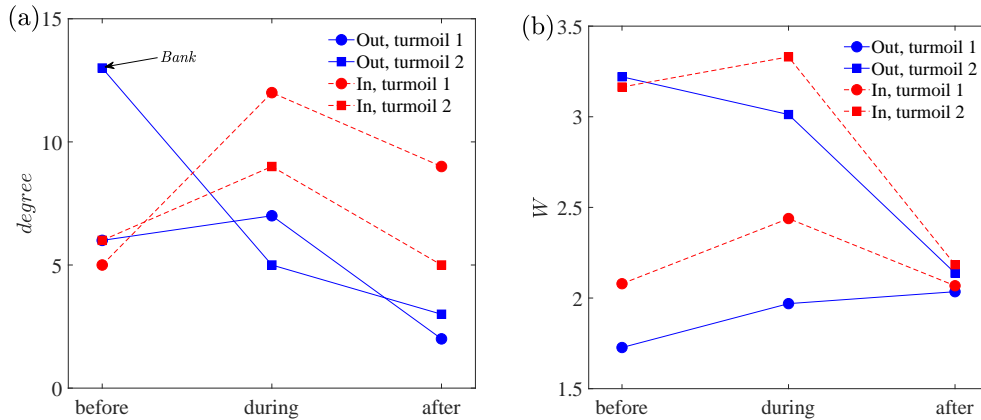 (a)
15
10
5
0
degree
Bank
Out, turmoil 1
Out, turmoil 2
In, turmoil 1
In, turmoil 2
before
during
after
(b)
3.5
3
2.5
2
1.5
W
Out, turmoil 1
Out, turmoil 2
In, turmoil 1
In, turmoil 2
before
during
after